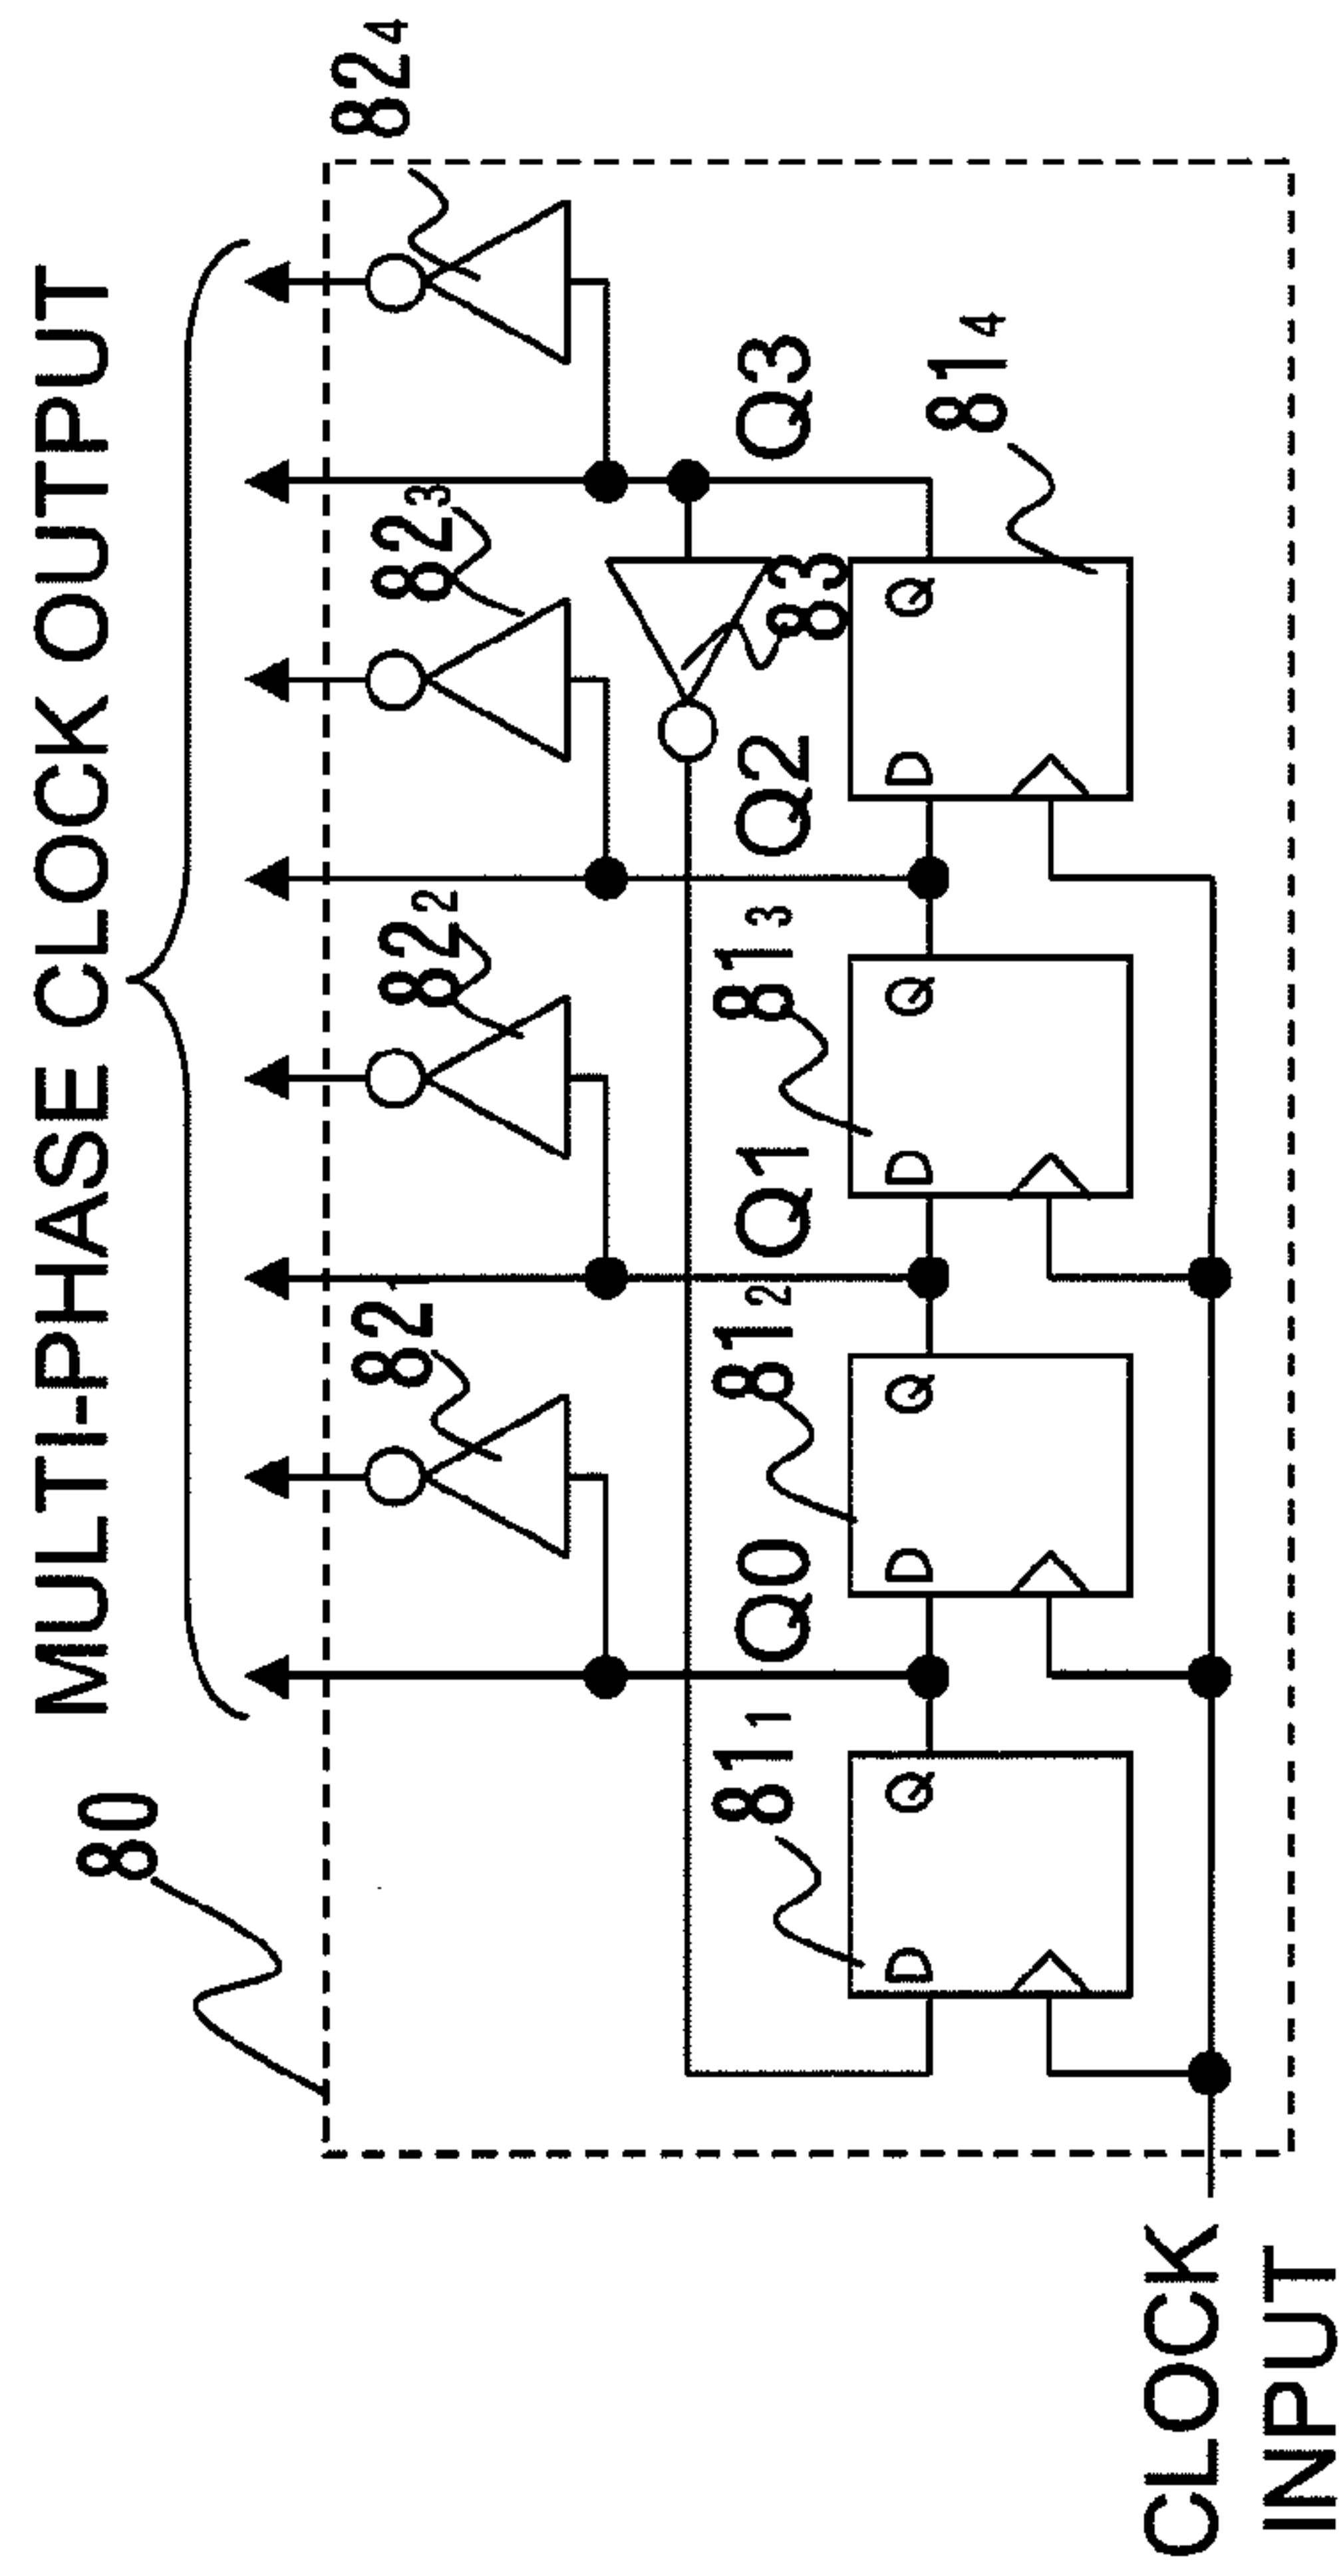 MULTI-PHASE CLOCK OUTPUT
80
82₁
82₂
82₃
82₄
83
Q0
Q1
Q2
Q3
81₁
81₂
81₃
81₄
D
Q
D
Q
D
Q
D
Q
CLOCK
INPUT